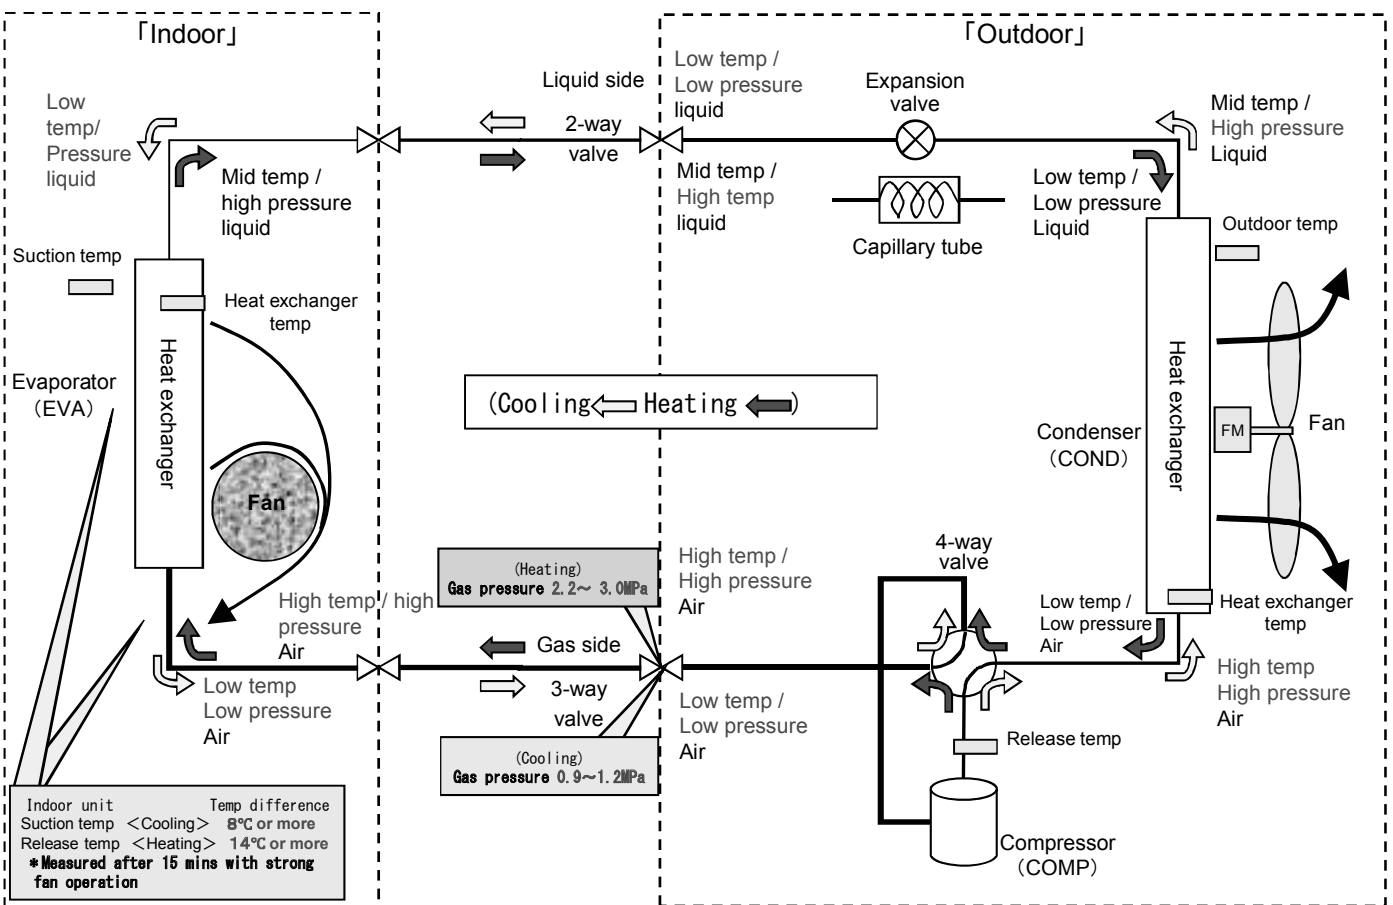 「Indoor」
「Outdoor」
Low
temp/
Pressure
liquid
Mid temp /
high pressure
liquid
Suction temp
Heat exchanger
temp
Heat exchanger
Evaporator
（EVA）
Fan
Liquid side
2-way
valve
Low temp /
Low pressure
liquid
Mid temp /
High temp
liquid
Expansion
valve
Capillary tube
Mid temp /
High pressure
Liquid
Low temp /
Low pressure
Liquid
Outdoor temp
Heat exchanger
Condenser
（COND）
FM
Fan
(Cooling Heating )
(Heating)
Gas pressure 2.2～ 3.0MPa
High temp / high
pressure
Air
Low temp
Low pressure
Air
Gas side
3-way
valve
(Cooling)
Gas pressure 0.9～1.2MPa
High temp /
High pressure
Air
Low temp /
Low pressure
Air
4-way
valve
Low temp /
Low pressure
Air
Heat exchanger
temp
High temp
High pressure
Air
Release temp
Compressor
（COMP）
Indoor unit Temp difference
Suction temp ＜Cooling＞ 8℃ or more
Release temp ＜Heating＞ 14℃ or more
*Measured after 15 mins with strong
fan operation